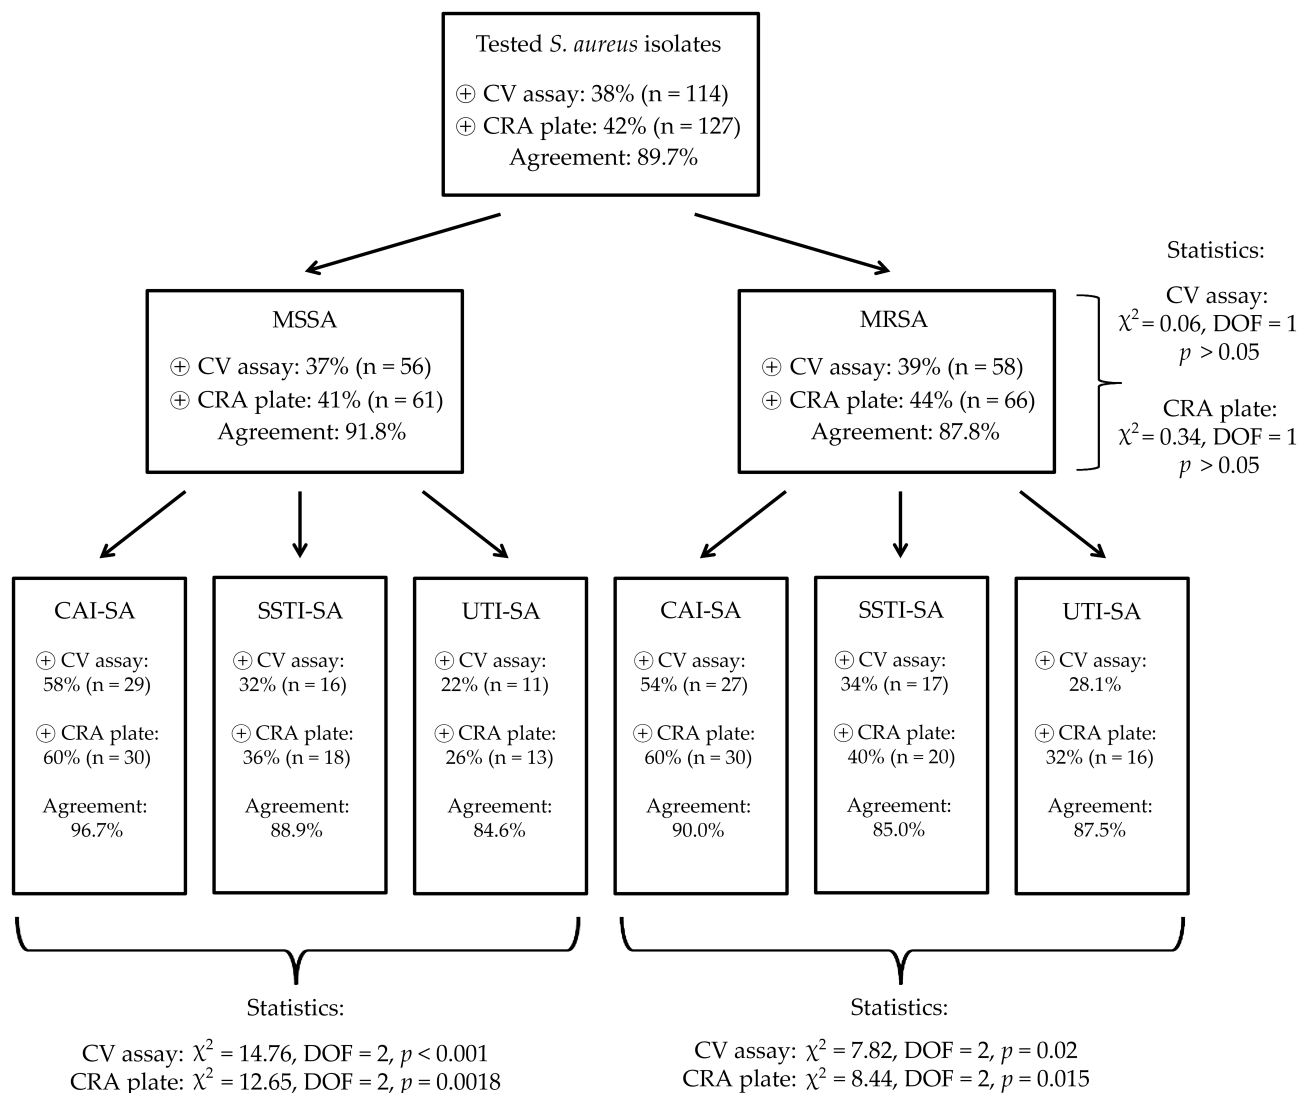 Tested S. aureus isolates
⊕ CV assay: 38% (n = 114)
⊕ CRA plate: 42% (n = 127)
Agreement: 89.7%
MSSA
⊕ CV assay: 37% (n = 56)
⊕ CRA plate: 41% (n = 61)
Agreement: 91.8%
MRSA
⊕ CV assay: 39% (n = 58)
⊕ CRA plate: 44% (n = 66)
Agreement: 87.8%
Statistics:
CV assay:
χ² = 0.06, DOF = 1
p > 0.05
CRA plate:
χ² = 0.34, DOF = 1
p > 0.05
CAI-SA
⊕ CV assay:
58% (n = 29)
⊕ CRA plate:
60% (n = 30)
Agreement:
96.7%
SSTI-SA
⊕ CV assay:
32% (n = 16)
⊕ CRA plate:
36% (n = 18)
Agreement:
88.9%
UTI-SA
⊕ CV assay:
22% (n = 11)
⊕ CRA plate:
26% (n = 13)
Agreement:
84.6%
CAI-SA
⊕ CV assay:
54% (n = 27)
⊕ CRA plate:
60% (n = 30)
Agreement:
90.0%
SSTI-SA
⊕ CV assay:
34% (n = 17)
⊕ CRA plate:
40% (n = 20)
Agreement:
85.0%
UTI-SA
⊕ CV assay:
28.1%
⊕ CRA plate:
32% (n = 16)
Agreement:
87.5%
Statistics:
CV assay: χ² = 14.76, DOF = 2, p < 0.001
CRA plate: χ² = 12.65, DOF = 2, p = 0.0018
Statistics:
CV assay: χ² = 7.82, DOF = 2, p = 0.02
CRA plate: χ² = 8.44, DOF = 2, p = 0.015